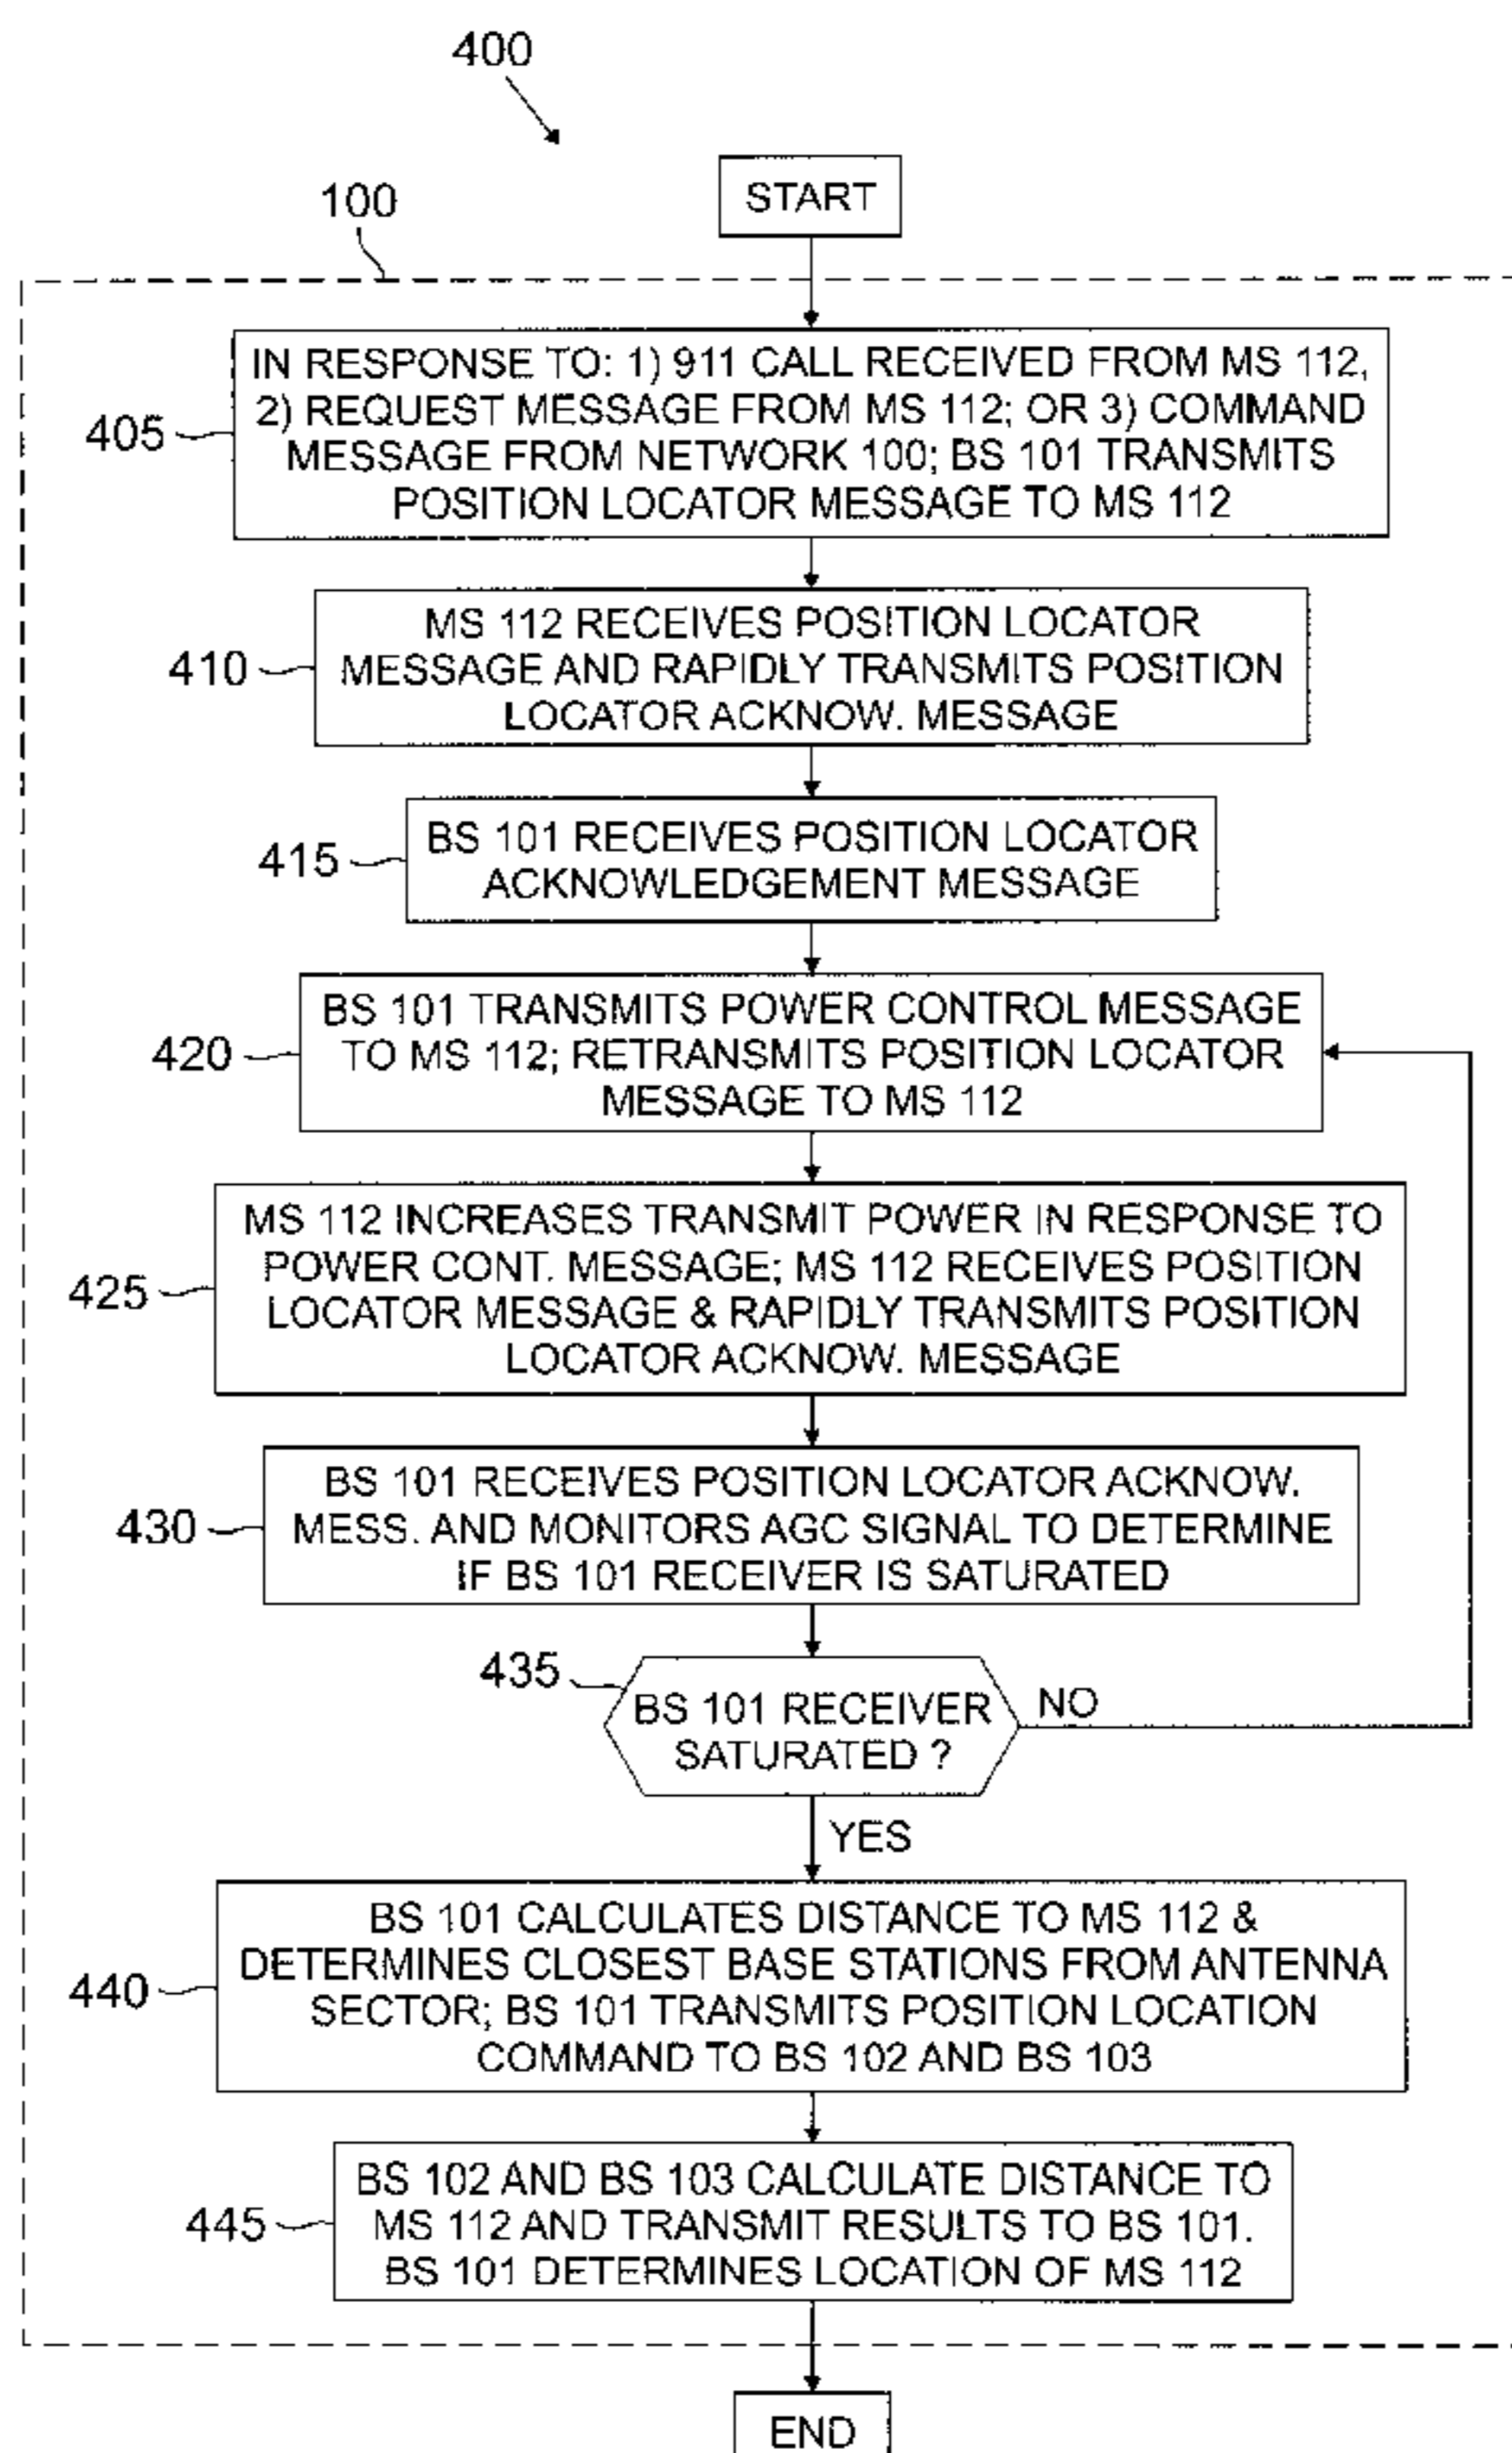 400
100
START
405
IN RESPONSE TO: 1) 911 CALL RECEIVED FROM MS 112,
2) REQUEST MESSAGE FROM MS 112; OR 3) COMMAND
MESSAGE FROM NETWORK 100; BS 101 TRANSMITS
POSITION LOCATOR MESSAGE TO MS 112
410
MS 112 RECEIVES POSITION LOCATOR
MESSAGE AND RAPIDLY TRANSMITS POSITION
LOCATOR ACKNOW. MESSAGE
415
BS 101 RECEIVES POSITION LOCATOR
ACKNOWLEDGEMENT MESSAGE
420
BS 101 TRANSMITS POWER CONTROL MESSAGE
TO MS 112; RETRANSMITS POSITION LOCATOR
MESSAGE TO MS 112
425
MS 112 INCREASES TRANSMIT POWER IN RESPONSE TO
POWER CONT. MESSAGE; MS 112 RECEIVES POSITION
LOCATOR MESSAGE & RAPIDLY TRANSMITS POSITION
LOCATOR ACKNOW. MESSAGE
430
BS 101 RECEIVES POSITION LOCATOR ACKNOW.
MESS. AND MONITORS AGC SIGNAL TO DETERMINE
IF BS 101 RECEIVER IS SATURATED
435
BS 101 RECEIVER
SATURATED ?
NO
YES
440
BS 101 CALCULATES DISTANCE TO MS 112 &
DETERMINES CLOSEST BASE STATIONS FROM ANTENNA
SECTOR; BS 101 TRANSMITS POSITION LOCATION
COMMAND TO BS 102 AND BS 103
445
BS 102 AND BS 103 CALCULATE DISTANCE TO
MS 112 AND TRANSMIT RESULTS TO BS 101.
BS 101 DETERMINES LOCATION OF MS 112
END